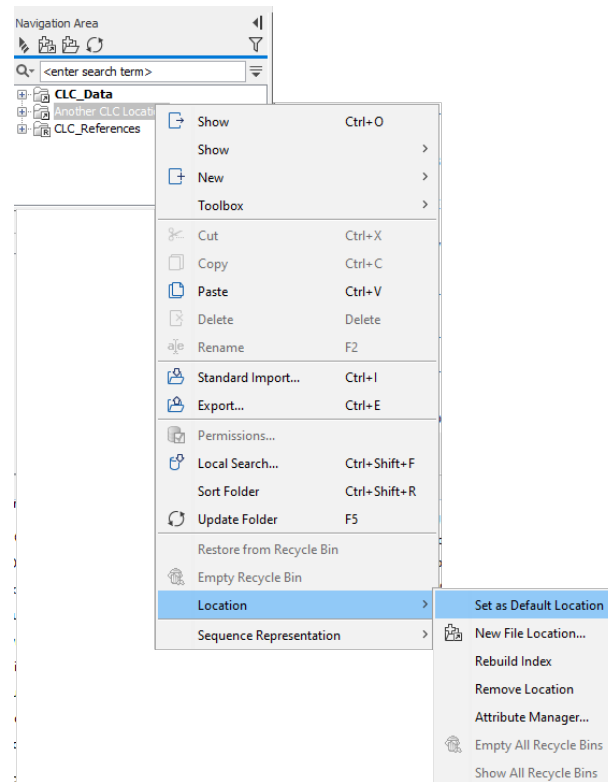 Navigation Area
<enter search term>
CLC_Data
Another CLC Locati
CLC_References
Show Ctrl+O
Show
New
Toolbox
Cut Ctrl+X
Copy Ctrl+C
Paste Ctrl+V
Delete Delete
Rename F2
Standard Import... Ctrl+I
Export... Ctrl+E
Permissions...
Local Search... Ctrl+Shift+F
Sort Folder Ctrl+Shift+R
Update Folder F5
Restore from Recycle Bin
Empty Recycle Bin
Location
Sequence Representation
Set as Default Location
New File Location...
Rebuild Index
Remove Location
Attribute Manager...
Empty All Recycle Bins
Show All Recycle Bins